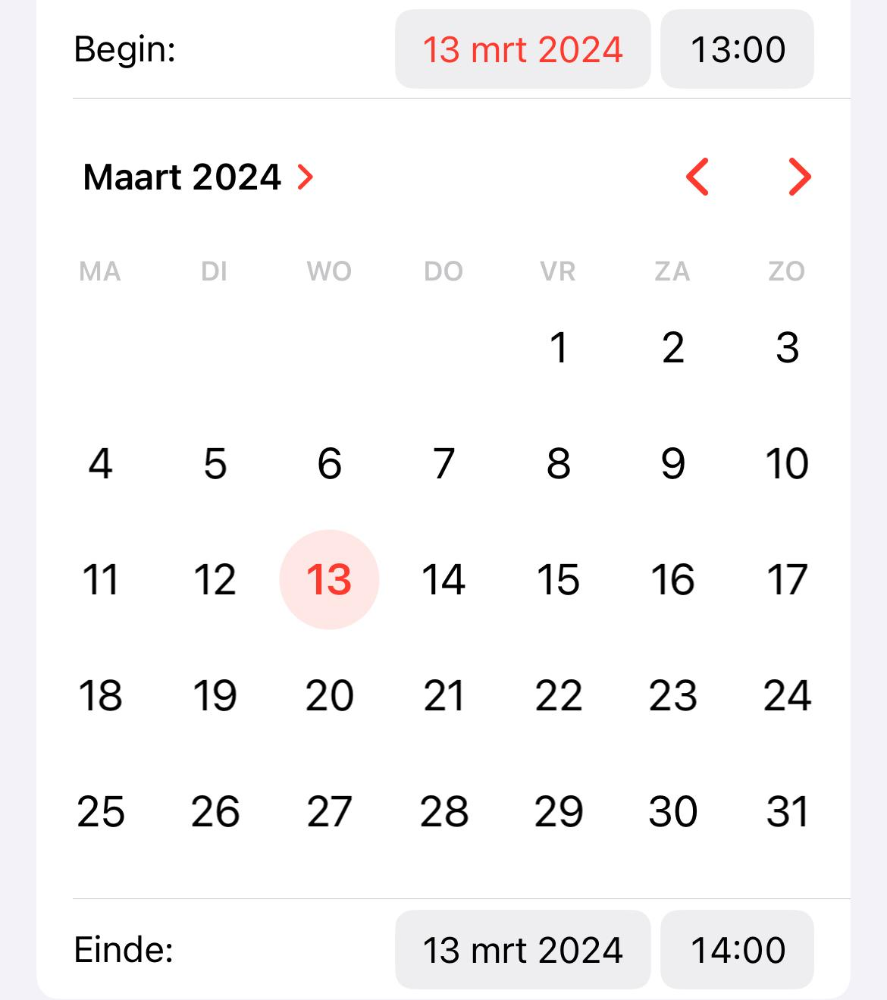 Begin: 13 mrt 2024 13:00
Maart 2024
MA DI WO DO VR ZA ZO
1 2 3
4 5 6 7 8 9 10
11 12 13 14 15 16 17
18 19 20 21 22 23 24
25 26 27 28 29 30 31
Einde: 13 mrt 2024 14:00